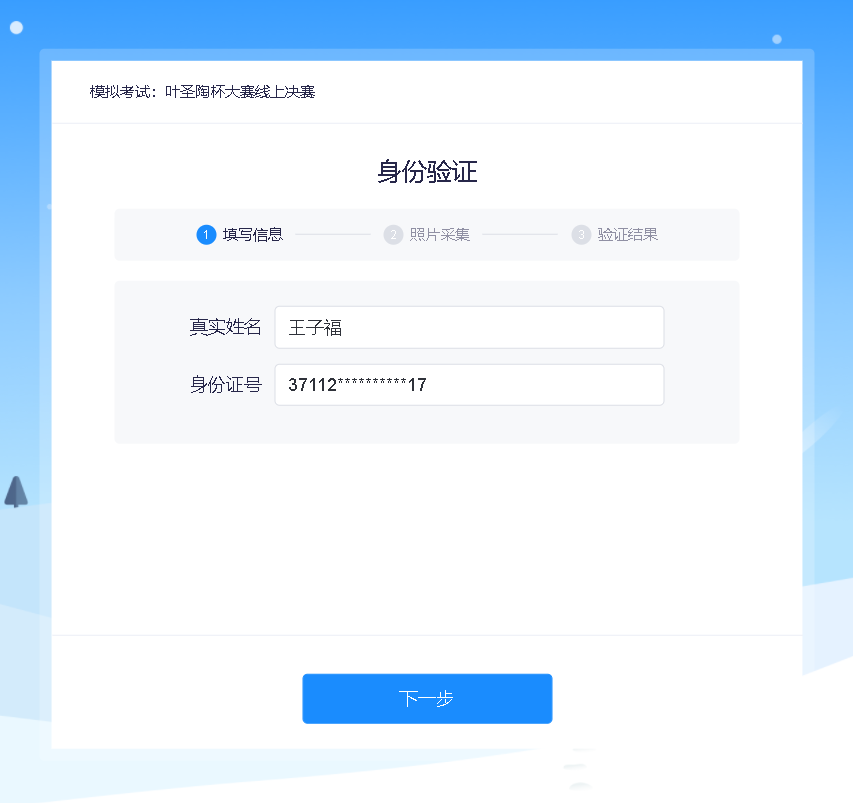 模拟考试：叶圣陶杯大赛线上决赛
身份验证
1 填写信息 2 照片采集 3 验证结果
真实姓名 王子福
身份证号 37112**********17
下一步